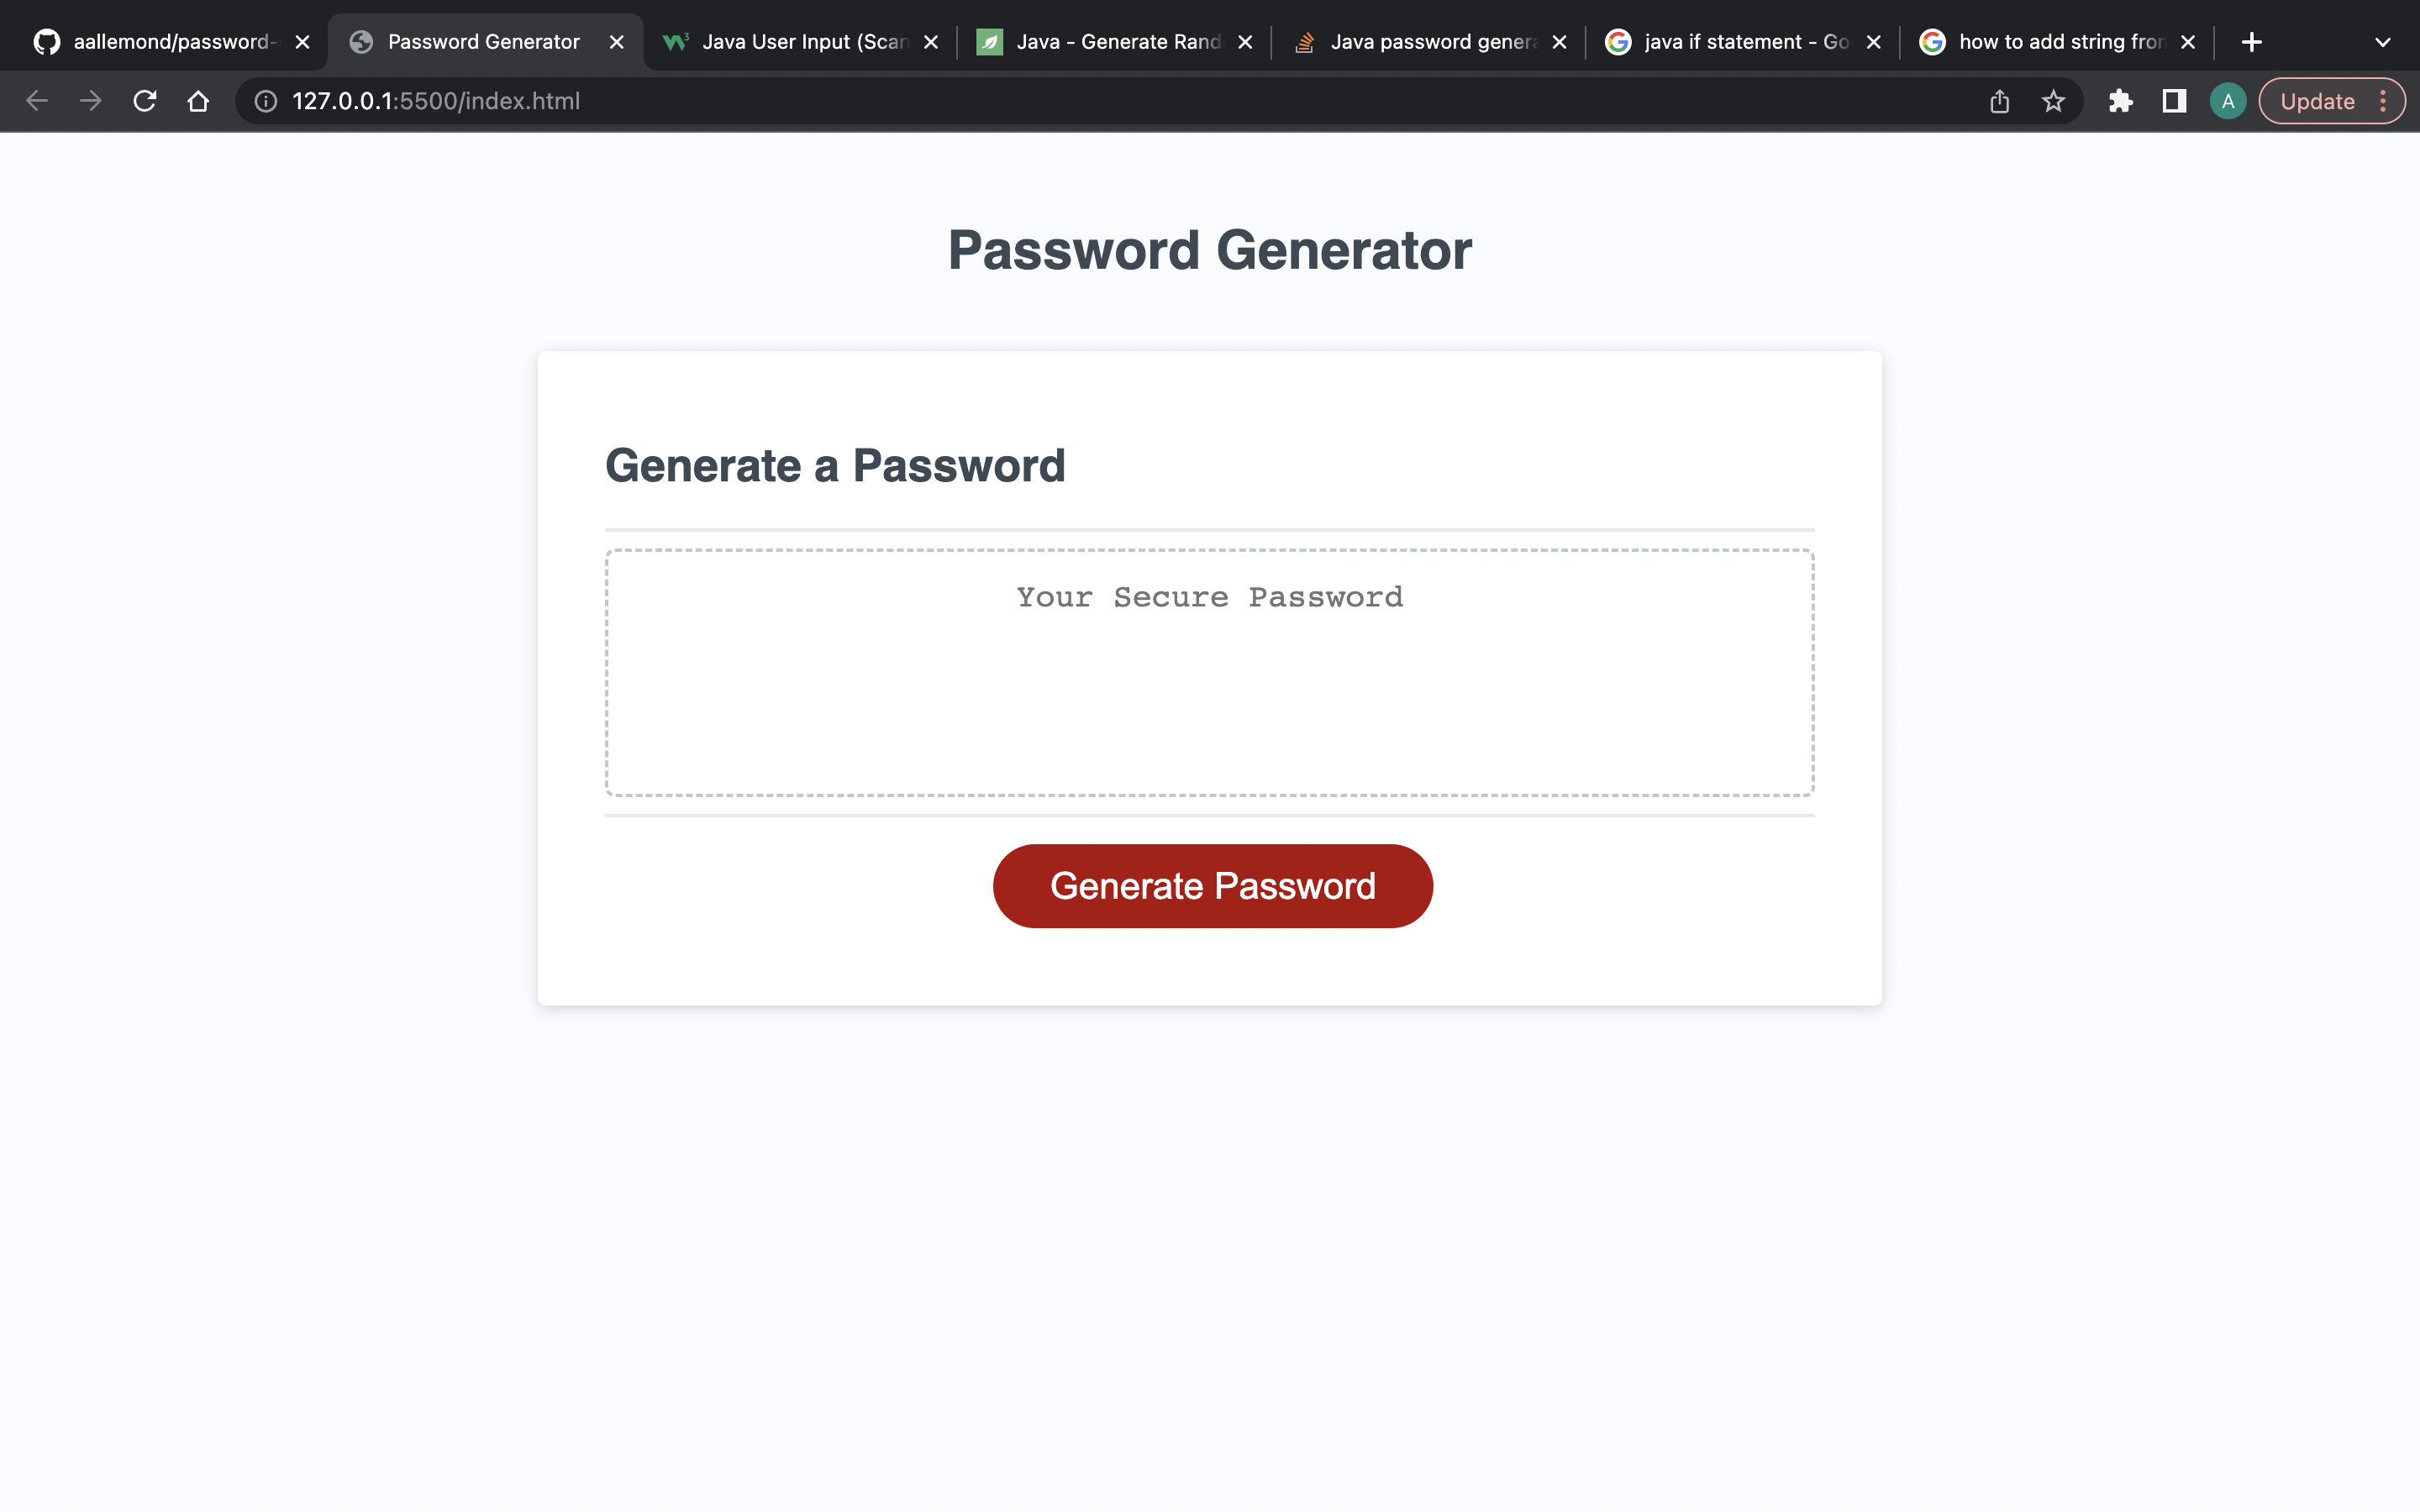 aallemond/password-
Password Generator
Java User Input (Scan
Java - Generate Rand
Java password genera
java if statement - Go
how to add string from
127.0.0.1:5500/index.html
A
Update
Password Generator
Generate a Password
Your Secure Password
Generate Password